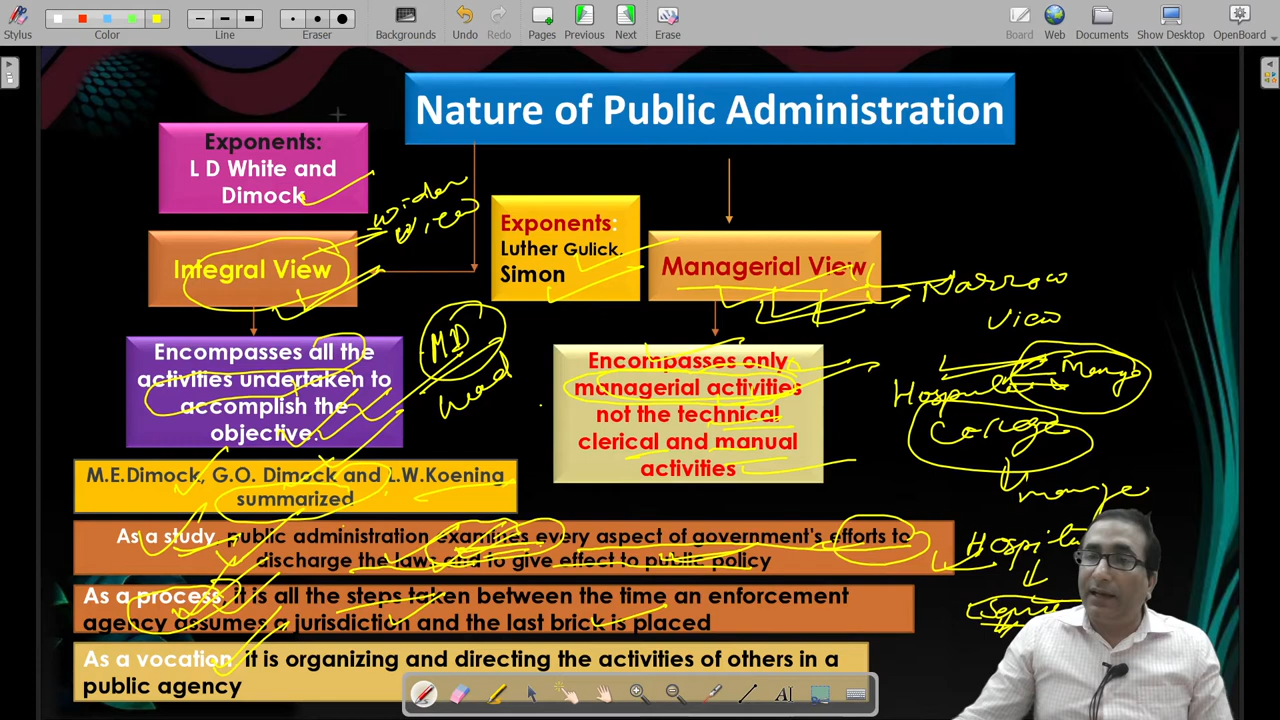 Stylus
Color
Line
Eraser
Backgrounds
Undo
Redo
Pages
Previous
Next
Erase
Board
Web
Documents
Show Desktop
OpenBoard
Nature of Public Administration
Exponents:
L D White and
Dimock
wider
view
Exponents:
Luther Gulick.
Simon
Integral View
Managerial View
Narrow
View
MD
Head
Encompasses all the
activities undertaken to
accomplish the
objective.
Encompasses only
managerial activities
not the technical
clerical and manual
activities
College
M.E.Dimock, G.O. Dimock and L.W.Koening
summarized
As a study public administration examines every aspect of government's efforts to
discharge the laws and to give effect to public policy
As a process, it is all the steps taken between the time an enforcement
agency assumes a jurisdiction and the last brick is placed
As a vocation it is organizing and directing the activities of others in a
public agency
AI